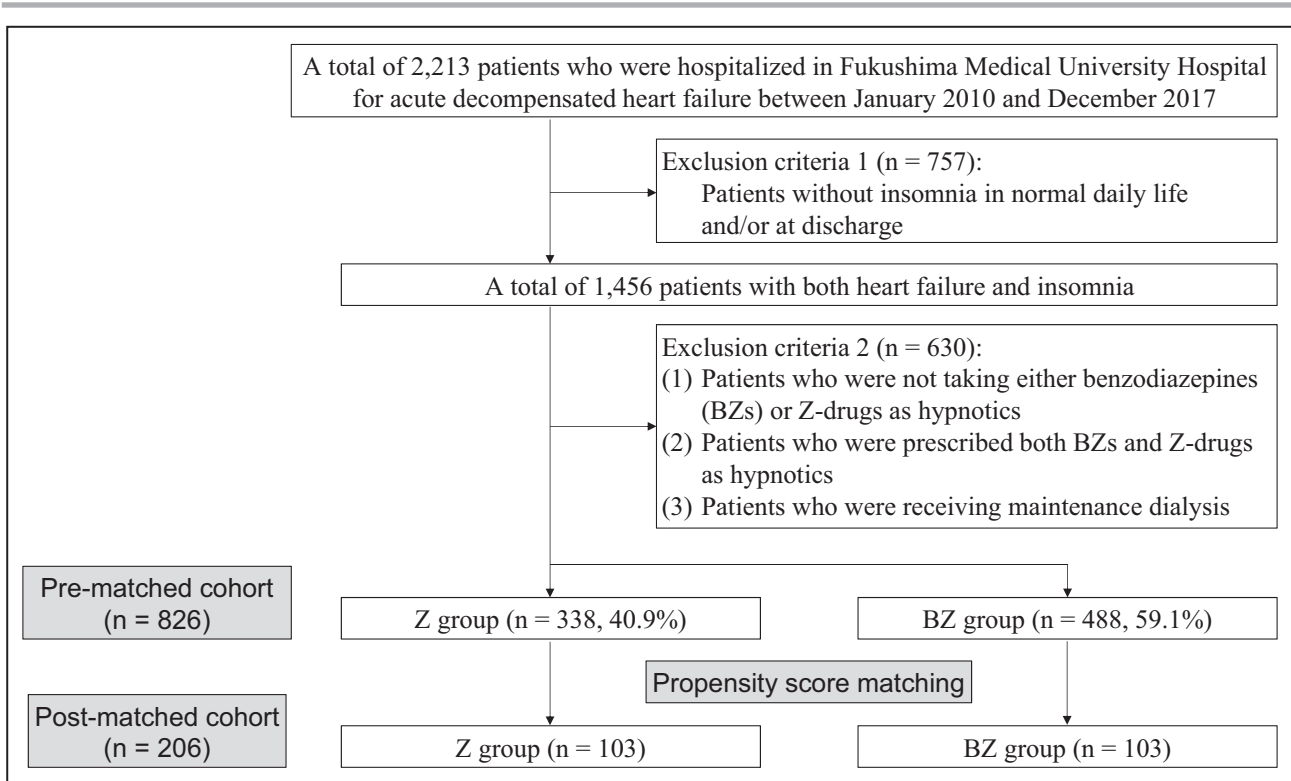 A total of 2,213 patients who were hospitalized in Fukushima Medical University Hospital
for acute decompensated heart failure between January 2010 and December 2017
Exclusion criteria 1 (n = 757):
Patients without insomnia in normal daily life
and/or at discharge
A total of 1,456 patients with both heart failure and insomnia
Exclusion criteria 2 (n = 630):
(1) Patients who were not taking either benzodiazepines
(BZs) or Z-drugs as hypnotics
(2) Patients who were prescribed both BZs and Z-drugs
as hypnotics
(3) Patients who were receiving maintenance dialysis
Pre-matched cohort
(n = 826)
Z group (n = 338, 40.9%)
BZ group (n = 488, 59.1%)
Propensity score matching
Post-matched cohort
(n = 206)
Z group (n = 103)
BZ group (n = 103)